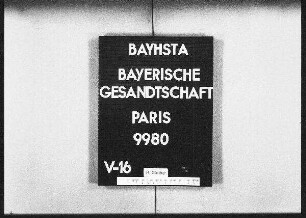 BAYHSTA
BAYERISCHE
GESANDTSCHAFT
PARIS
9980
V-16